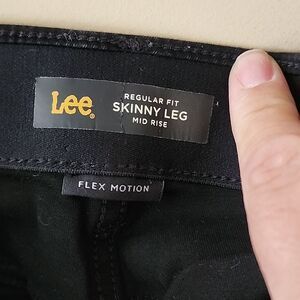 Lee®
REGULAR FIT
SKINNY LEG
MID RISE
FLEX MOTION